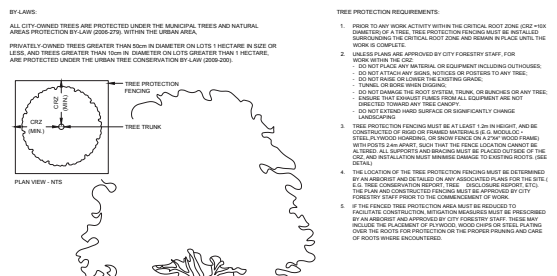 BY-LAWS:
ALL CITY-OWNED TREES ARE PROTECTED UNDER THE MUNICIPAL TREES AND NATURAL
AREAS PROTECTION BY-LAW (2006-279). WITHIN THE URBAN AREA,
PRIVATELY-OWNED TREES GREATER THAN 50cm IN DIAMETER ON LOTS 1 HECTARE IN SIZE OR
LESS, AND TREES GREATER THAN 10cm IN DIAMETER ON LOTS GREATER THAN 1 HECTARE,
ARE PROTECTED UNDER THE URBAN TREE CONSERVATION BY-LAW (2009-200).
CRZ
(MIN.)
CRZ
(MIN.)
TREE PROTECTION
FENCING
TREE TRUNK
PLAN VIEW - NTS
TREE PROTECTION REQUIREMENTS:
1. PRIOR TO ANY WORK ACTIVITY WITHIN THE CRITICAL ROOT ZONE (CRZ =10X
DIAMETER) OF A TREE, TREE PROTECTION FENCING MUST BE INSTALLED
SURROUNDING THE CRITICAL ROOT ZONE AND REMAIN IN PLACE UNTIL THE
WORK IS COMPLETE.
2. UNLESS PLANS ARE APPROVED BY CITY FORESTRY STAFF, FOR
WORK WITHIN THE CRZ:
- DO NOT PLACE ANY MATERIAL OR EQUIPMENT INCLUDING OUTHOUSES;
- DO NOT ATTACH ANY SIGNS, NOTICES OR POSTERS TO ANY TREE;
- DO NOT RAISE OR LOWER THE EXISTING GRADE;
- TUNNEL OR BORE WHEN DIGGING;
- DO NOT DAMAGE THE ROOT SYSTEM, TRUNK, OR BUNCHES OR ANY TREE;
- ENSURE THAT EXHAUST FUMES FROM ALL EQUIPMENT ARE NOT
DIRECTED TOWARD ANY TREE CANOPY.
- DO NOT EXTEND HARD SURFACE OR SIGNIFICANTLY CHANGE
LANDSCAPING
3. TREE PROTECTION FENCING MUST BE AT LEAST 1.2m IN HEIGHT, AND BE
CONSTRUCTED OF RIGID OR FRAMED MATERIALS (E.G. MODULOC •
STEEL,PLYWOOD HOARDING, OR SNOW FENCE ON A 2"X4" WOOD FRAME)
WITH POSTS 2.4m APART, SUCH THAT THE FENCE LOCATION CANNOT BE
ALTERED. ALL SUPPORTS AND BRACING MUST BE PLACED OUTSIDE OF THE
CRZ, AND INSTALLATION MUST MINIMISE DAMAGE TO EXISTING ROOTS. (SEE
DETAIL)
4. THE LOCATION OF THE TREE PROTECTION FENCING MUST BE DETERMINED
BY AN ARBORIST AND DETAILED ON ANY ASSOCIATED PLANS FOR THE SITE (
E.G. TREE CONSERVATION REPORT, TREE DISCLOSURE REPORT, ETC).
THE PLAN AND CONSTRUCTED FENCING MUST BE APPROVED BY CITY
FORESTRY STAFF PRIOR TO THE COMMENCEMENT OF WORK.
5. IF THE FENCED TREE PROTECTION AREA MUST BE REDUCED TO
FACILITATE CONSTRUCTION, MITIGATION MEASURES MUST BE PRESCRIBED
BY AN ARBORIST AND APPROVED BY CITY FORESTRY STAFF. THESE MAY
INCLUDE THE PLACEMENT OF PLYWOOD, WOOD CHIPS OR STEEL PLATING
OVER THE ROOTS FOR PROTECTION OR THE PROPER PRUNING AND CARE
OF ROOTS WHERE ENCOUNTERED.